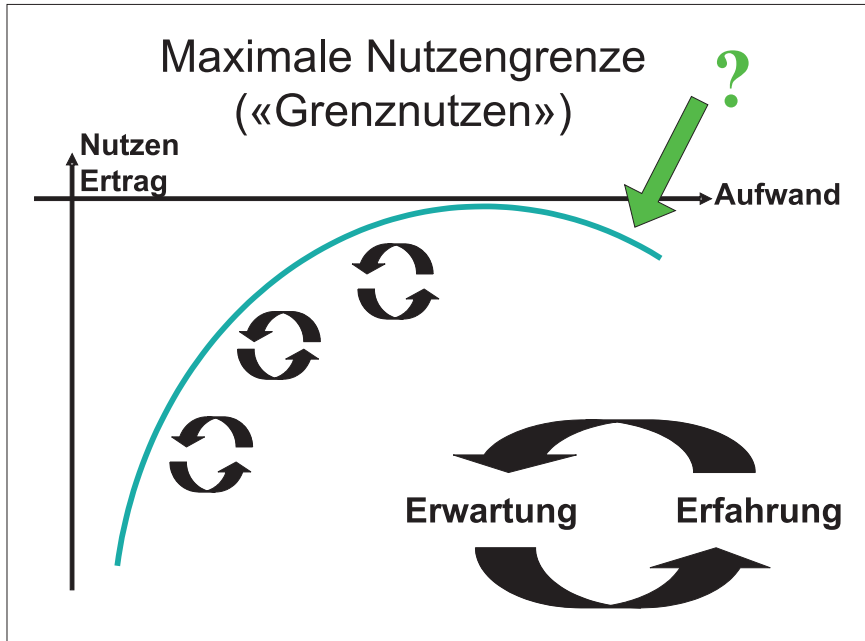 Maximale Nutzengrenze
(«Grenznutzen»)
?
Nutzen
Ertrag
Aufwand
Erwartung Erfahrung